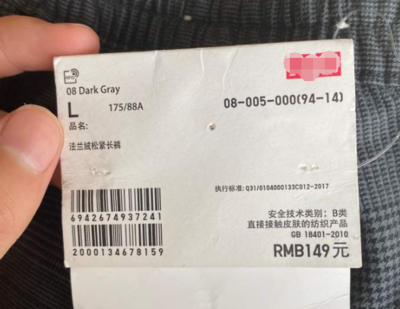 08 Dark Gray
L 175/88A
08-005-000(94-14)
品名:
法兰绒松紧长裤
执行标准:Q31/0104000133C012-2017
6942674937241
安全技术类别: B类
直接接触皮肤的纺织产品
GB 18401-2010
2000134678159
RMB149元